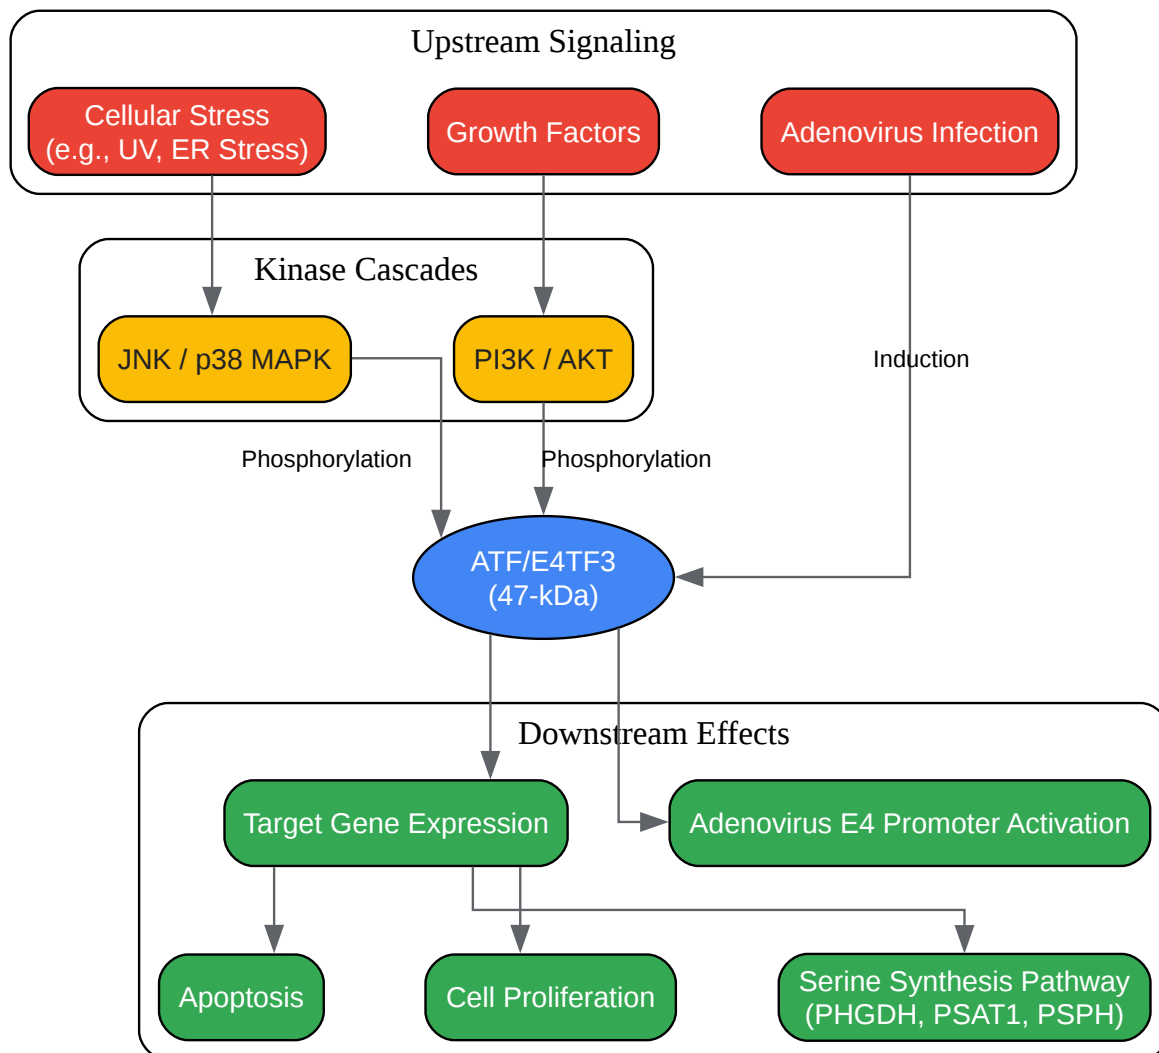 Upstream Signaling
Cellular Stress
(e.g., UV, ER Stress)
Growth Factors
Adenovirus Infection
Kinase Cascades
JNK / p38 MAPK
PI3K / AKT
Induction
Phosphorylation
Phosphorylation
ATF/E4TF3
(47-kDa)
Downstream Effects
Target Gene Expression
Adenovirus E4 Promoter Activation
Apoptosis
Cell Proliferation
Serine Synthesis Pathway
(PHGDH, PSAT1, PSPH)